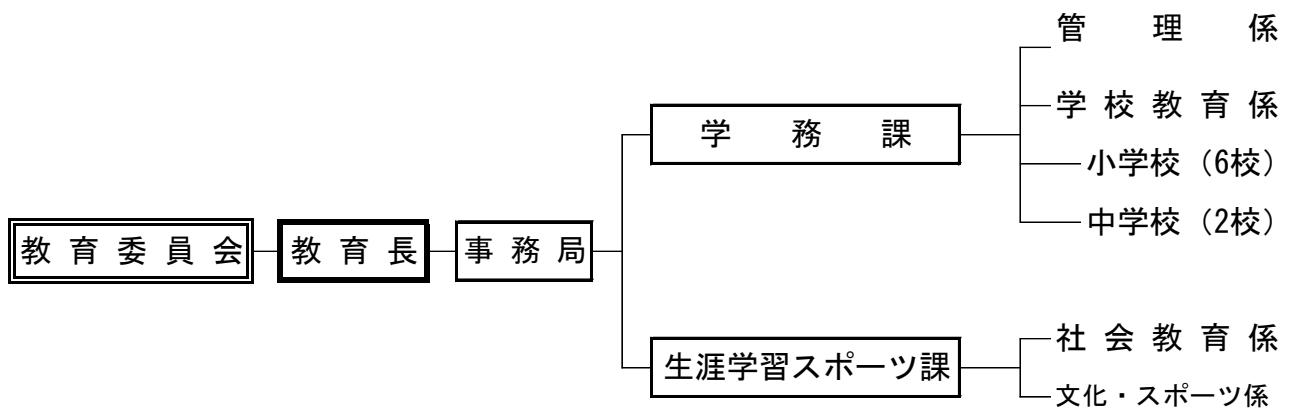 管理係
学務課
学校教育係
小学校（6校）
中学校（2校）
教育委員会
教育長
事務局
生涯学習スポーツ課
社会教育係
文化・スポーツ係